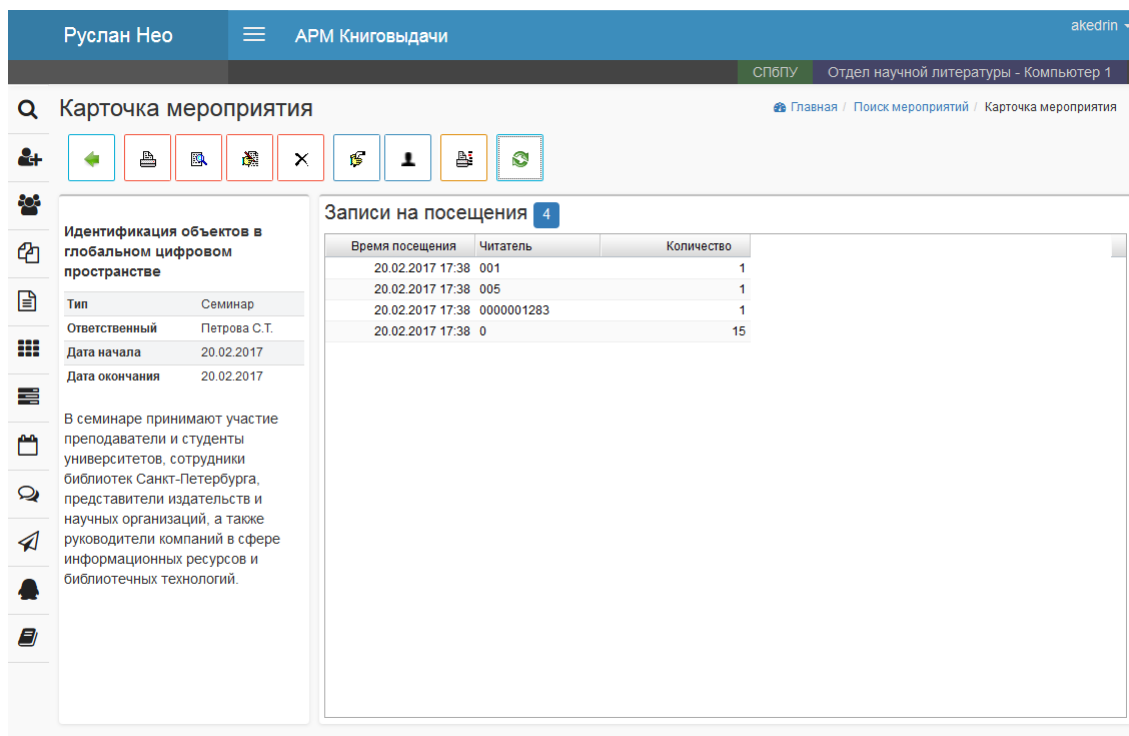 Руслан Нео
АРМ Книговыдачи
akedrin
СПбПУ
Отдел научной литературы - Компьютер 1
Карточка мероприятия
Главная / Поиск мероприятий / Карточка мероприятия
Идентификация объектов в
глобальном цифровом
пространстве
Тип Семинар
Ответственный Петрова С.Т.
Дата начала 20.02.2017
Дата окончания 20.02.2017
В семинаре принимают участие
преподаватели и студенты
университетов, сотрудники
библиотек Санкт-Петербурга,
представители издательств и
научных организаций, а также
руководители компаний в сфере
информационных ресурсов и
библиотечных технологий.
Записи на посещения 4
Время посещения Читатель Количество
20.02.2017 17:38 001 1
20.02.2017 17:38 005 1
20.02.2017 17:38 0000001283 1
20.02.2017 17:38 0 15